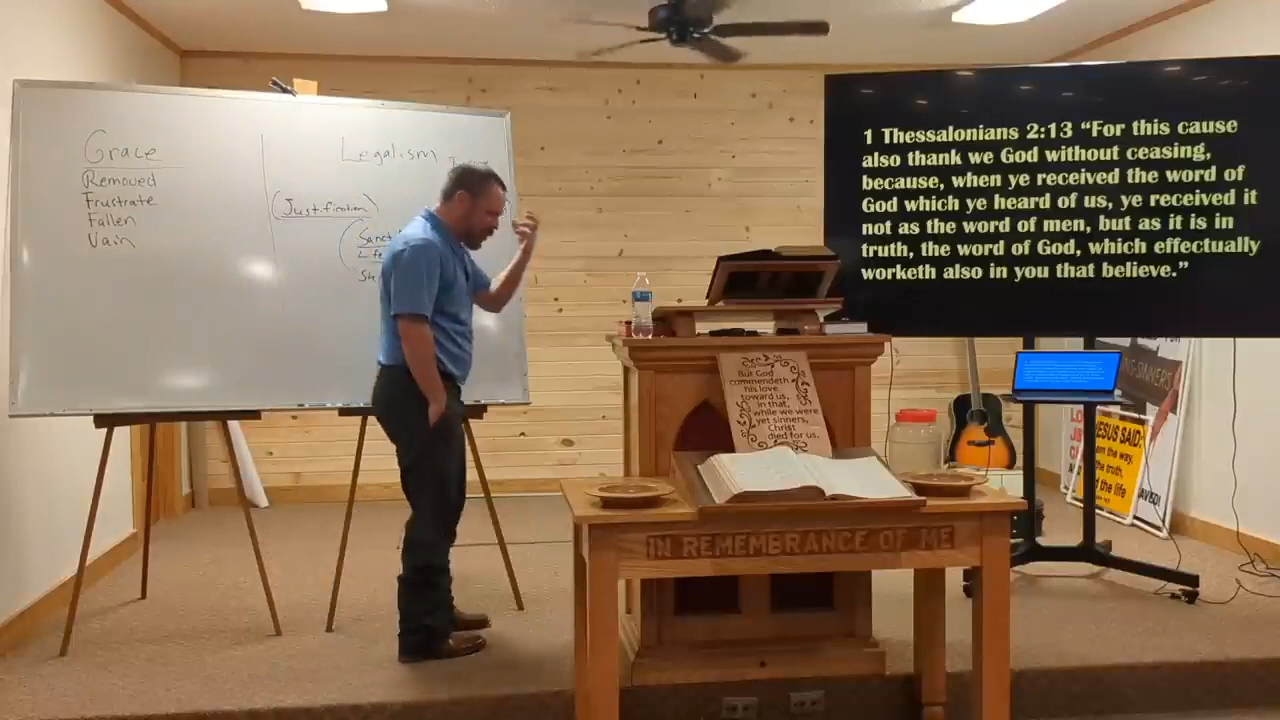 Grace
Removed
Frustrate
Fallen
Vain
Legalism
(Justification)
1 Thessalonians 2:13 “For this cause
also thank we God without ceasing,
because, when ye received the word of
God which ye heard of us, ye received it
not as the word of men, but as it is in
truth, the word of God, which effectually
worketh also in you that believe.”
But God
commendeth
his love
toward us,
in that,
while we were
yet sinners,
Christ
died for us.
IN REMEMBRANCE OF ME
JESUS SAID:
the way,
the truth,
the life